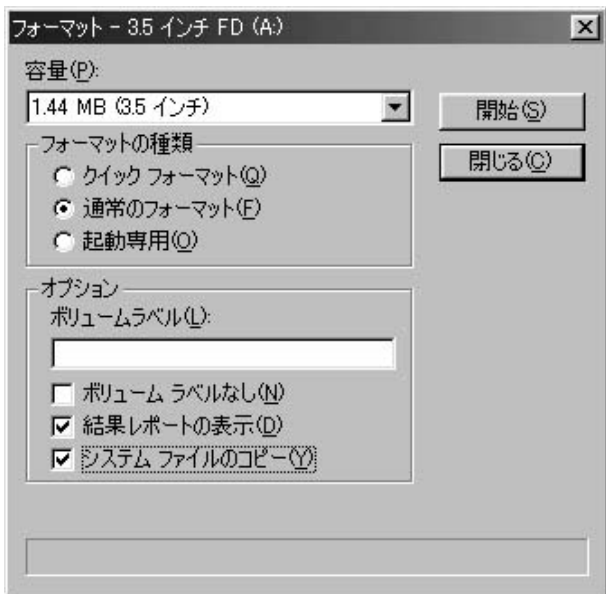 フォーマット - 3.5 インチ FD (A:)
容量(P):
1.44 MB (3.5 インチ)
開始(S)
フォーマットの種類
閉じる(C)
クイック フォーマット(Q)
通常のフォーマット(F)
起動専用(O)
オプション
ボリュームラベル(L):
ボリューム ラベルなし(N)
結果レポートの表示(D)
システム ファイルのコピー(Y)